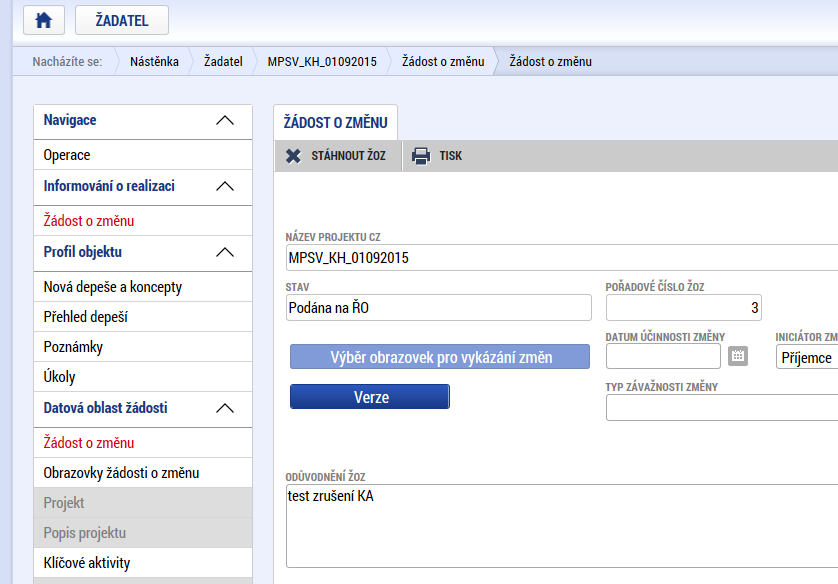 ŽADATEL
Nacházíte se: Nástěnka Žadatel MPSV_KH_01092015 Žádost o změnu Žádost o změnu
Navigace
Operace
Informování o realizaci
Žádost o změnu
Profil objektu
Nová depeše a koncepty
Přehled depeší
Poznámky
Úkoly
Datová oblast žádosti
Žádost o změnu
Obrazovky žádosti o změnu
Projekt
Popis projektu
Klíčové aktivity
ŽÁDOST O ZMĚNU
STÁHNOUT ŽOZ TISK
NÁZEV PROJEKTU CZ
MPSV_KH_01092015
STAV
Podána na ŘO
POŘADOVÉ ČÍSLO ŽOZ
3
Výběr obrazovek pro vykázání změn
Verze
DATUM ÚČINNOSTI ZMĚNY
INICIÁTOR ZM
Příjemce
TYP ZÁVAŽNOSTI ZMĚNY
ODŮVODNĚNÍ ŽOZ
test zrušení KA